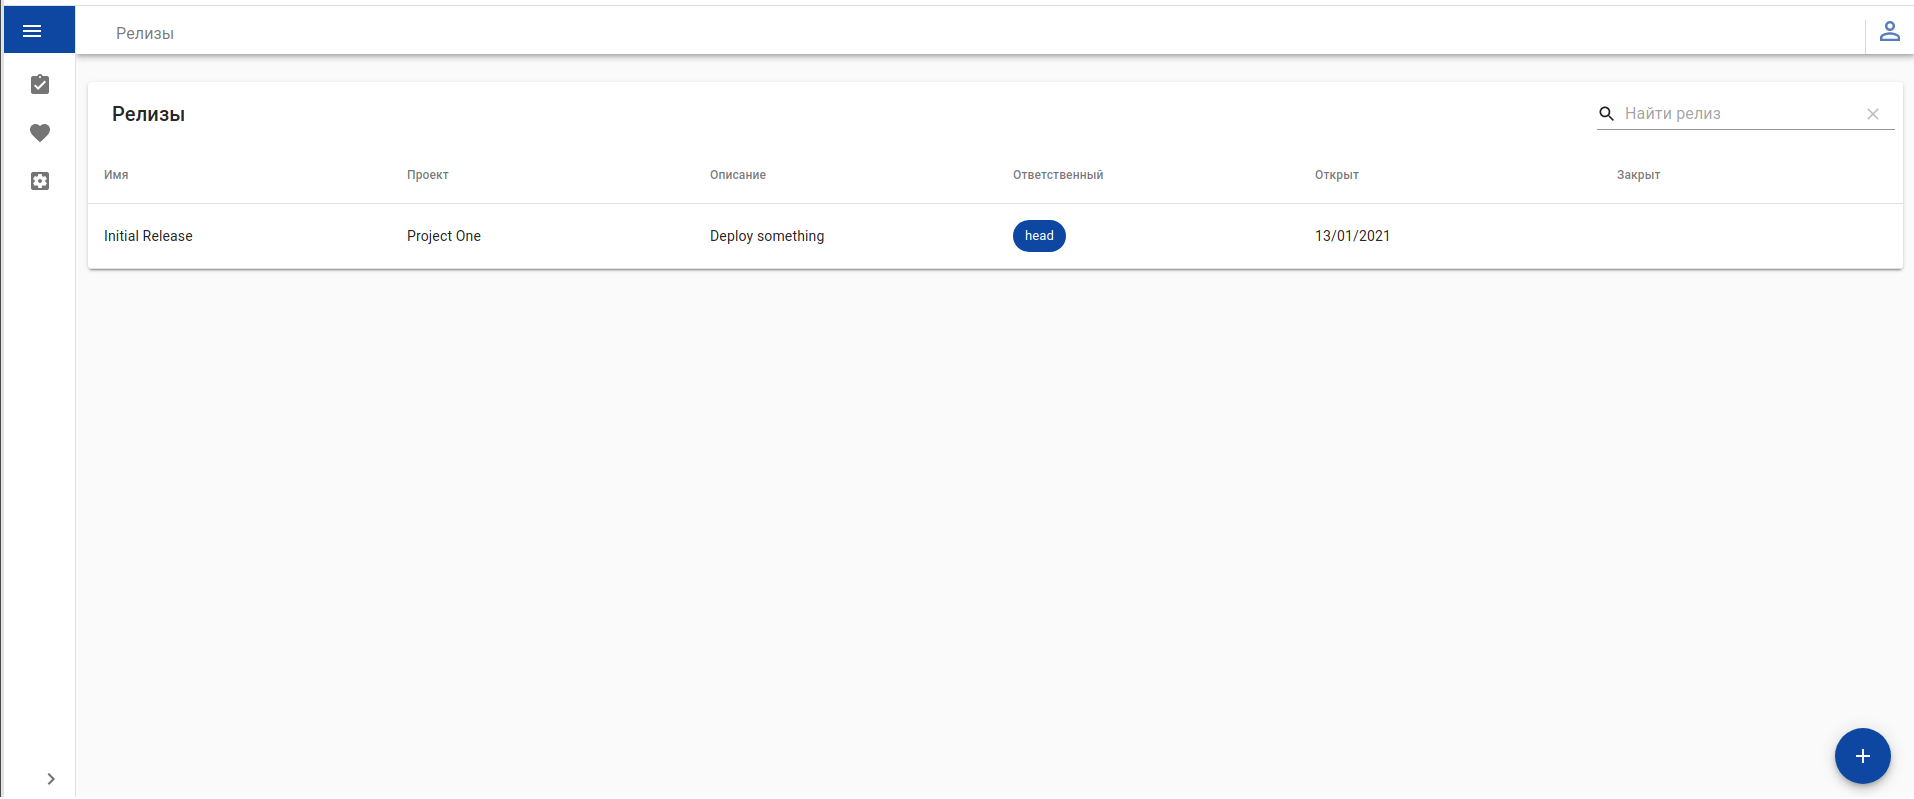 Релизы
Релизы
Найти релиз
Имя Проект Описание Ответственный Открыт Закрыт
Initial Release Project One Deploy something head 13/01/2021